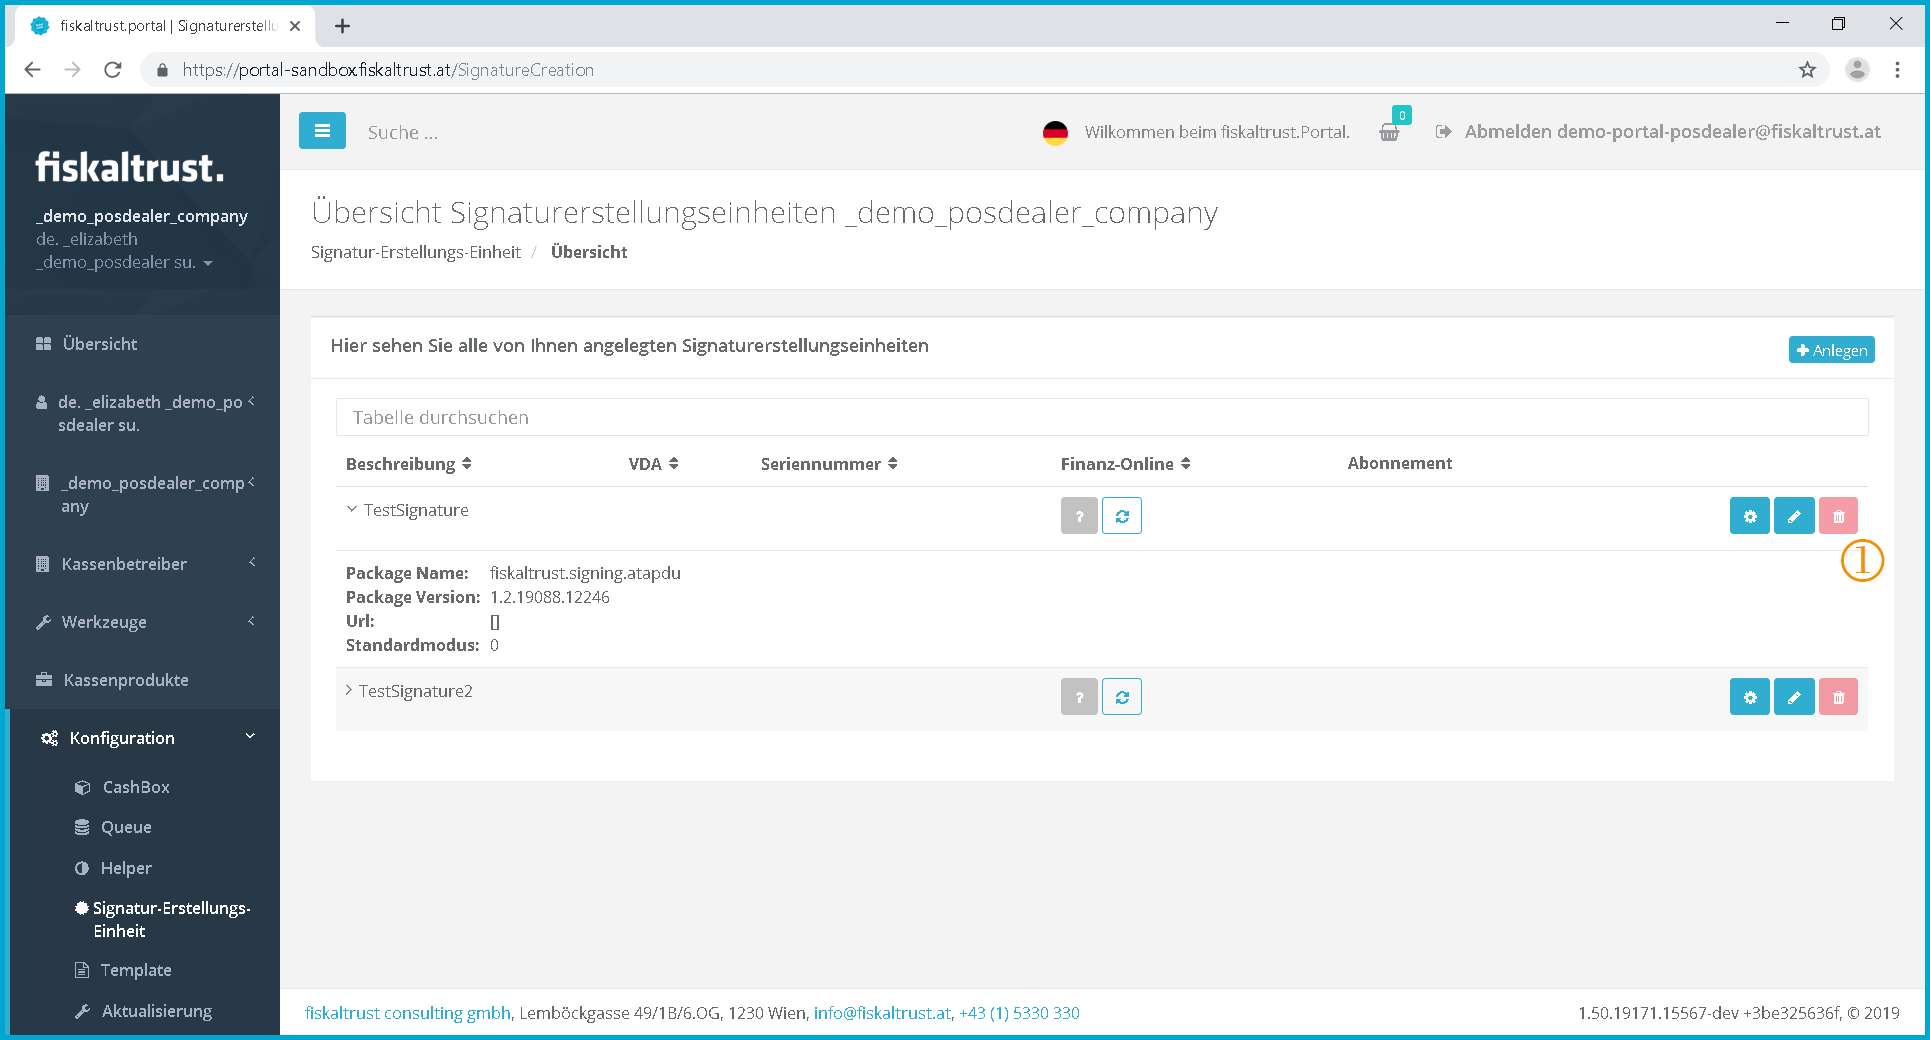 fiskaltrust.portal | Signaturerstellu
https://portal-sandbox.fiskaltrust.at/SignatureCreation
fiskaltrust.
_demo_posdealer_company
de. _elizabeth
_demo_posdealer su.
Übersicht
de. _elizabeth _demo_po
sdealer su.
_demo_posdealer_comp
any
Kassenbetreiber
Werkzeuge
Kassenprodukte
Konfiguration
CashBox
Queue
Helper
Signatur-Erstellungs-
Einheit
Template
Aktualisierung
Suche ...
Wilkommen beim fiskaltrust.Portal.
0
Abmelden demo-portal-posdealer@fiskaltrust.at
Übersicht Signaturerstellungseinheiten _demo_posdealer_company
Signatur-Erstellungs-Einheit / Übersicht
Hier sehen Sie alle von Ihnen angelegten Signaturerstellungseinheiten
Anlegen
Tabelle durchsuchen
Beschreibung VDA Seriennummer Finanz-Online Abonnement
TestSignature ?
1
Package Name: fiskaltrust.signing.atapdu
Package Version: 1.2.19088.12246
Url: []
Standardmodus: 0
TestSignature2 ?
fiskaltrust consulting gmbh, Lemböckgasse 49/1B/6.OG, 1230 Wien, info@fiskaltrust.at, +43 (1) 5330 330
1.50.19171.15567-dev +3be325636f, © 2019